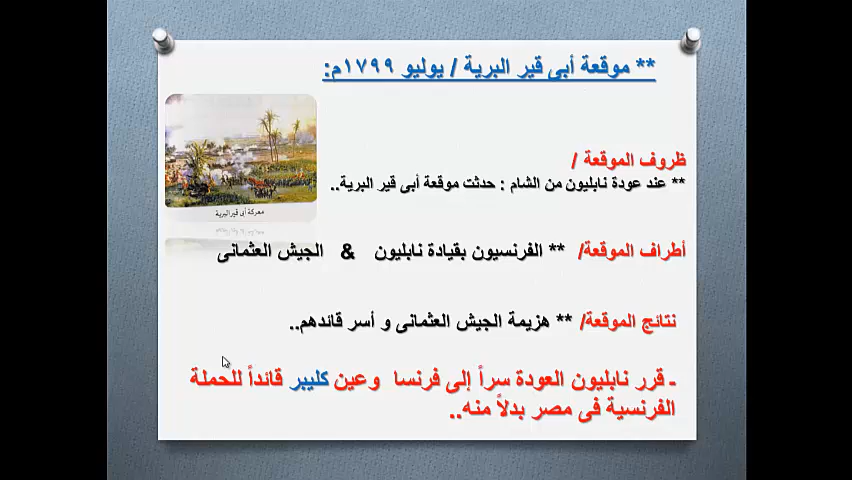 ** موقعة أبى قير البرية / يوليو ١٧٩٩م:
ظروف الموقعة /
** عند عودة نابليون من الشام : حدثت موقعة أبى قير البرية..
معركة أبى قير البرية
أطراف الموقعة/ ** الفرنسيون بقيادة نابليون & الجيش العثمانى
نتائج الموقعة/ ** هزيمة الجيش العثمانى و أسر قائدهم..
ـ قرر نابليون العودة سراً إلى فرنسا وعين كليبر قائداً للحملة
الفرنسية فى مصر بدلاً منه..